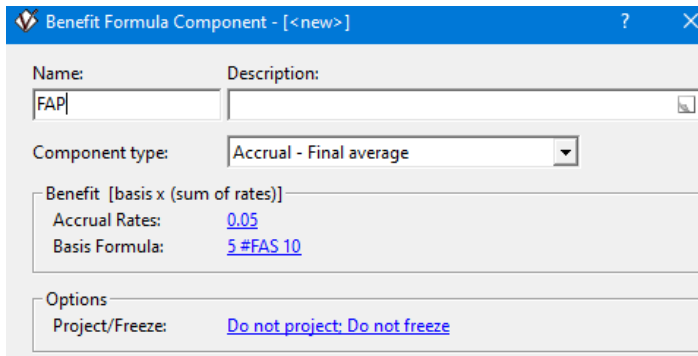 Benefit Formula Component - [<new>]
Name: Description:
FAP
Component type: Accrual - Final average
Benefit [basis x (sum of rates)]
Accrual Rates: 0.05
Basis Formula: 5 #FAS 10
Options
Project/Freeze: Do not project; Do not freeze